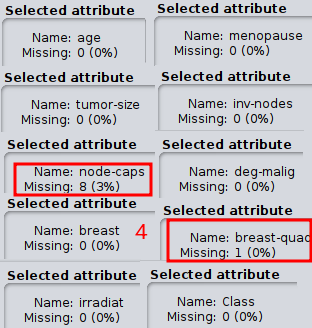 Selected attribute
Name: age
Missing: 0 (0%)
Selected attribute
Name: menopause
Missing: 0 (0%)
Selected attribute
Name: tumor-size
Missing: 0 (0%)
Selected attribute
Name: inv-nodes
Missing: 0 (0%)
Selected attribute
Name: node-caps
Missing: 8 (3%)
Selected attribute
Name: deg-malig
Missing: 0 (0%)
Selected attribute
Name: breast
Missing: 0 (0%)
4
Selected attribute
Name: breast-quad
Missing: 1 (0%)
Selected attribute
Name: irradiat
Missing: 0 (0%)
Selected attribute
Name: Class
Missing: 0 (0%)